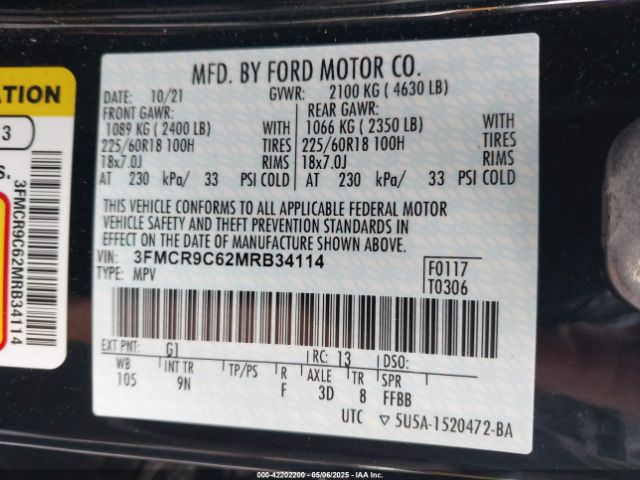 MFD. BY FORD MOTOR CO.
DATE: 10/21 GVWR: 2100 KG ( 4630 LB)
FRONT GAWR: REAR GAWR:
1089 KG ( 2400 LB) WITH 1066 KG ( 2350 LB) WITH
225/60R18 100H TIRES 225/60R18 100H TIRES
18x7.0J RIMS 18x7.0J RIMS
AT 230 kPa/ 33 PSI COLD AT 230 kPa/ 33 PSI COLD
THIS VEHICLE CONFORMS TO ALL APPLICABLE FEDERAL MOTOR
VEHICLE SAFETY AND THEFT PREVENTION STANDARDS IN
EFFECT ON THE DATE OF MANUFACTURE SHOWN ABOVE.
VIN: 3FMCR9C62MRB34114
TYPE: MPV
F0117
T0306
EXT PNT: G1 RC: 13 DSO:
WB INT TR TP/PS R AXLE TR SPR
105 9N F 3D 8 FFBB
UTC ▽ 5U5A-1520472-BA
ATION
3
S.
3FMCR9C62MRB34114
000-42202200 - 05/06/2025 - IAA Inc.